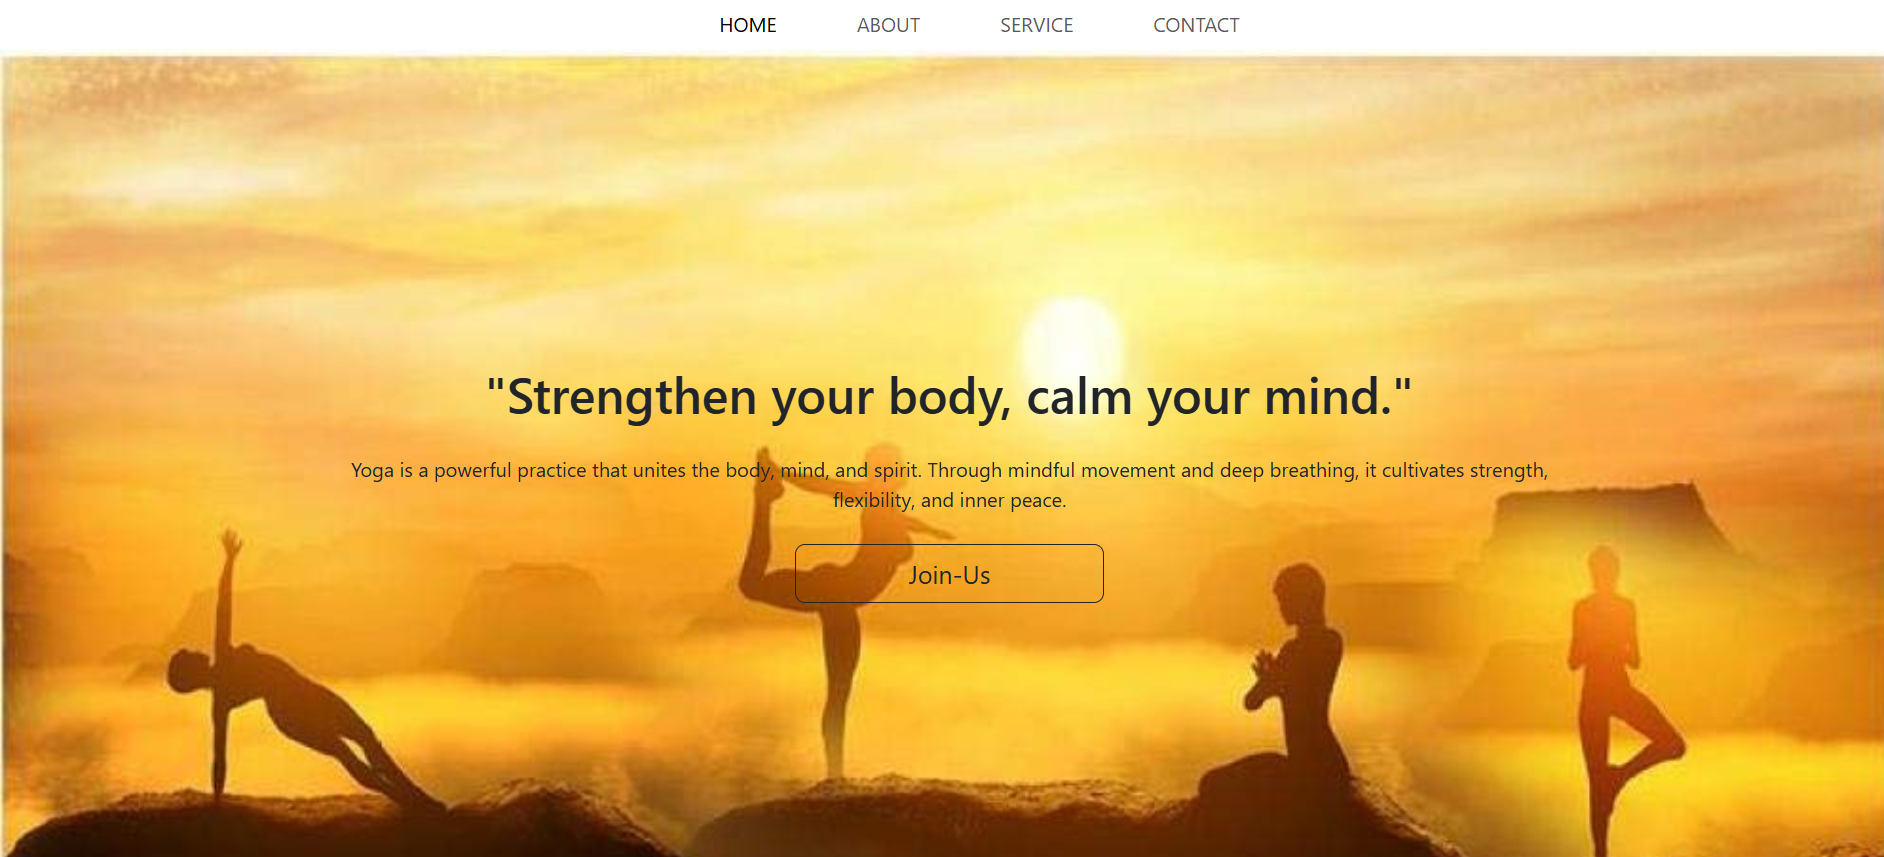 HOME ABOUT SERVICE CONTACT
"Strengthen your body, calm your mind."
Yoga is a powerful practice that unites the body, mind, and spirit. Through mindful movement and deep breathing, it cultivates strength,
flexibility, and inner peace.
Join-Us